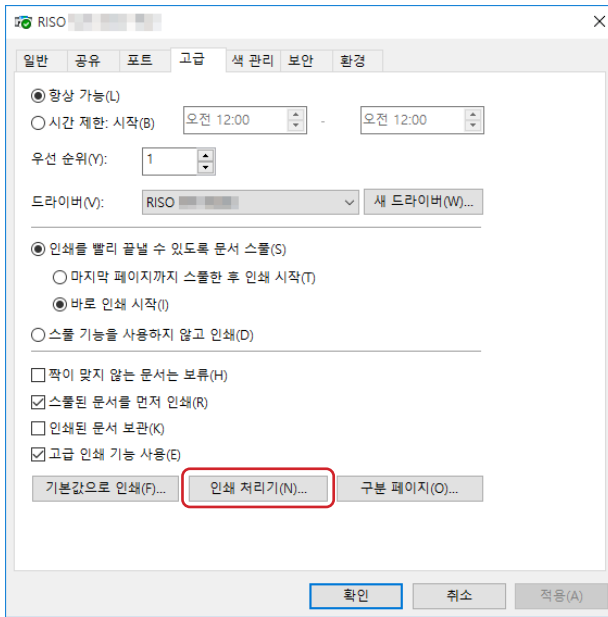 RISO
일반 공유 포트 고급 색 관리 보안 환경
항상 가능(L)
시간 제한: 시작(B) 오전 12:00 - 오전 12:00
우선 순위(Y): 1
드라이버(V): RISO 새 드라이버(W)...
인쇄를 빨리 끝낼 수 있도록 문서 스풀(S)
마지막 페이지까지 스풀한 후 인쇄 시작(T)
바로 인쇄 시작(I)
스풀 기능을 사용하지 않고 인쇄(D)
짝이 맞지 않는 문서는 보류(H)
스풀된 문서를 먼저 인쇄(R)
인쇄된 문서 보관(K)
고급 인쇄 기능 사용(E)
기본값으로 인쇄(F)... 인쇄 처리기(N)... 구분 페이지(O)...
확인 취소 적용(A)